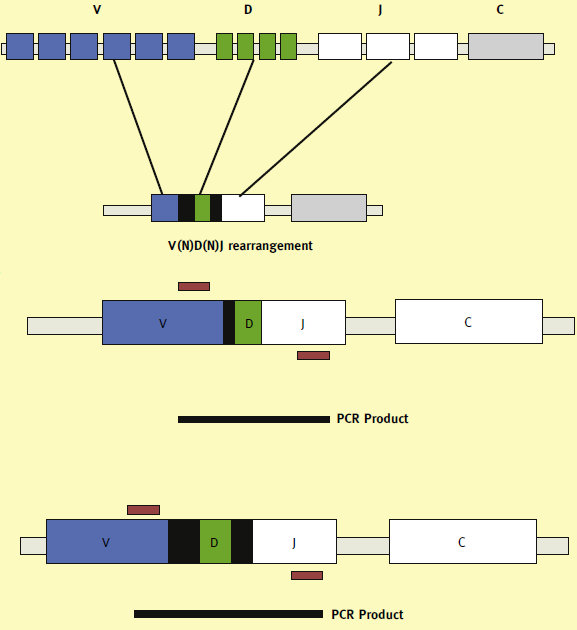 V D J C
V(N)D(N)J rearrangement
V D J C
PCR Product
V D J C
PCR Product